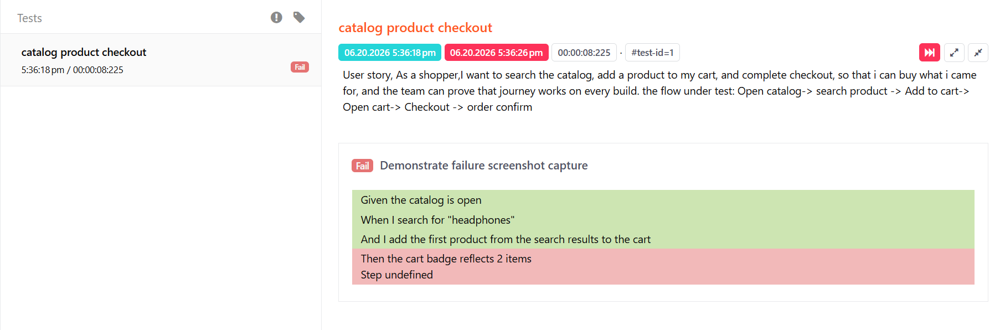 Tests
catalog product checkout
5:36:18 pm / 00:00:08:225
Fail
catalog product checkout
06.20.2026 5:36:18 pm 06.20.2026 5:36:26 pm 00:00:08:225 · #test-id=1
User story, As a shopper,I want to search the catalog, add a product to my cart, and complete checkout, so that i can buy what i came
for, and the team can prove that journey works on every build. the flow under test: Open catalog-> search product -> Add to cart->
Open cart-> Checkout -> order confirm
Fail Demonstrate failure screenshot capture
Given the catalog is open
When I search for "headphones"
And I add the first product from the search results to the cart
Then the cart badge reflects 2 items
Step undefined